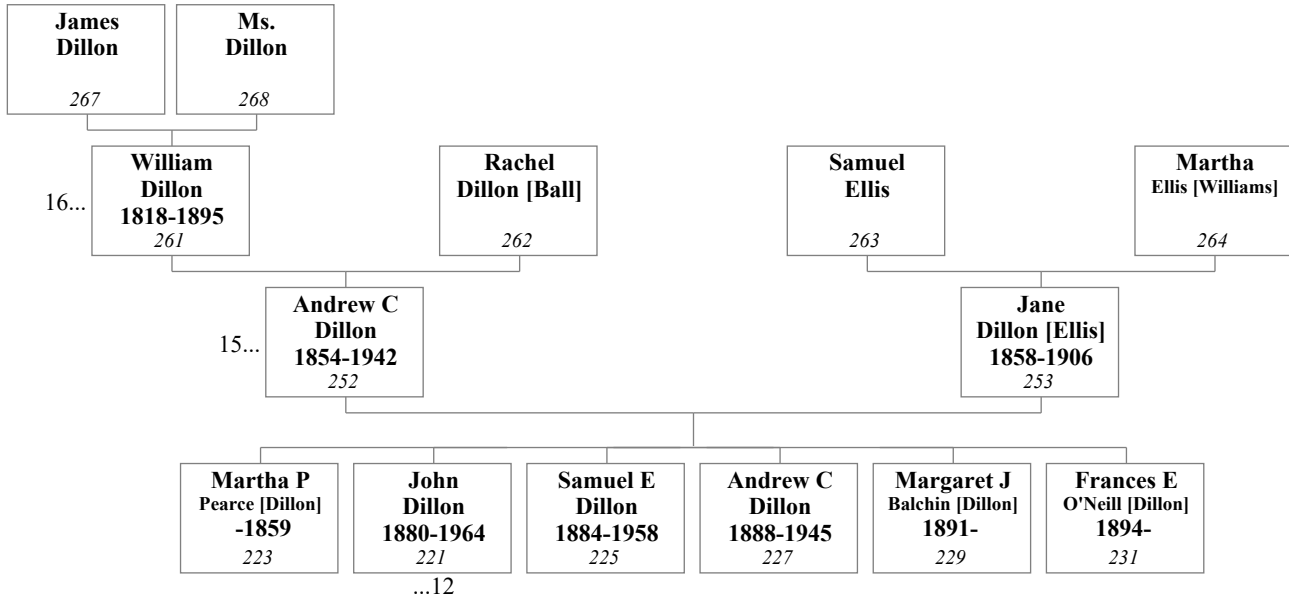 James
Dillon
267
Ms.
Dillon
268
16...
William
Dillon
1818-1895
261
Rachel
Dillon [Ball]
262
Samuel
Ellis
263
Martha
Ellis [Williams]
264
15...
Andrew C
Dillon
1854-1942
252
Jane
Dillon [Ellis]
1858-1906
253
Martha P
Pearce [Dillon]
-1859
223
John
Dillon
1880-1964
221
Samuel E
Dillon
1884-1958
225
Andrew C
Dillon
1888-1945
227
Margaret J
Balchin [Dillon]
1891-
229
Frances E
O'Neill [Dillon]
1894-
231
...12